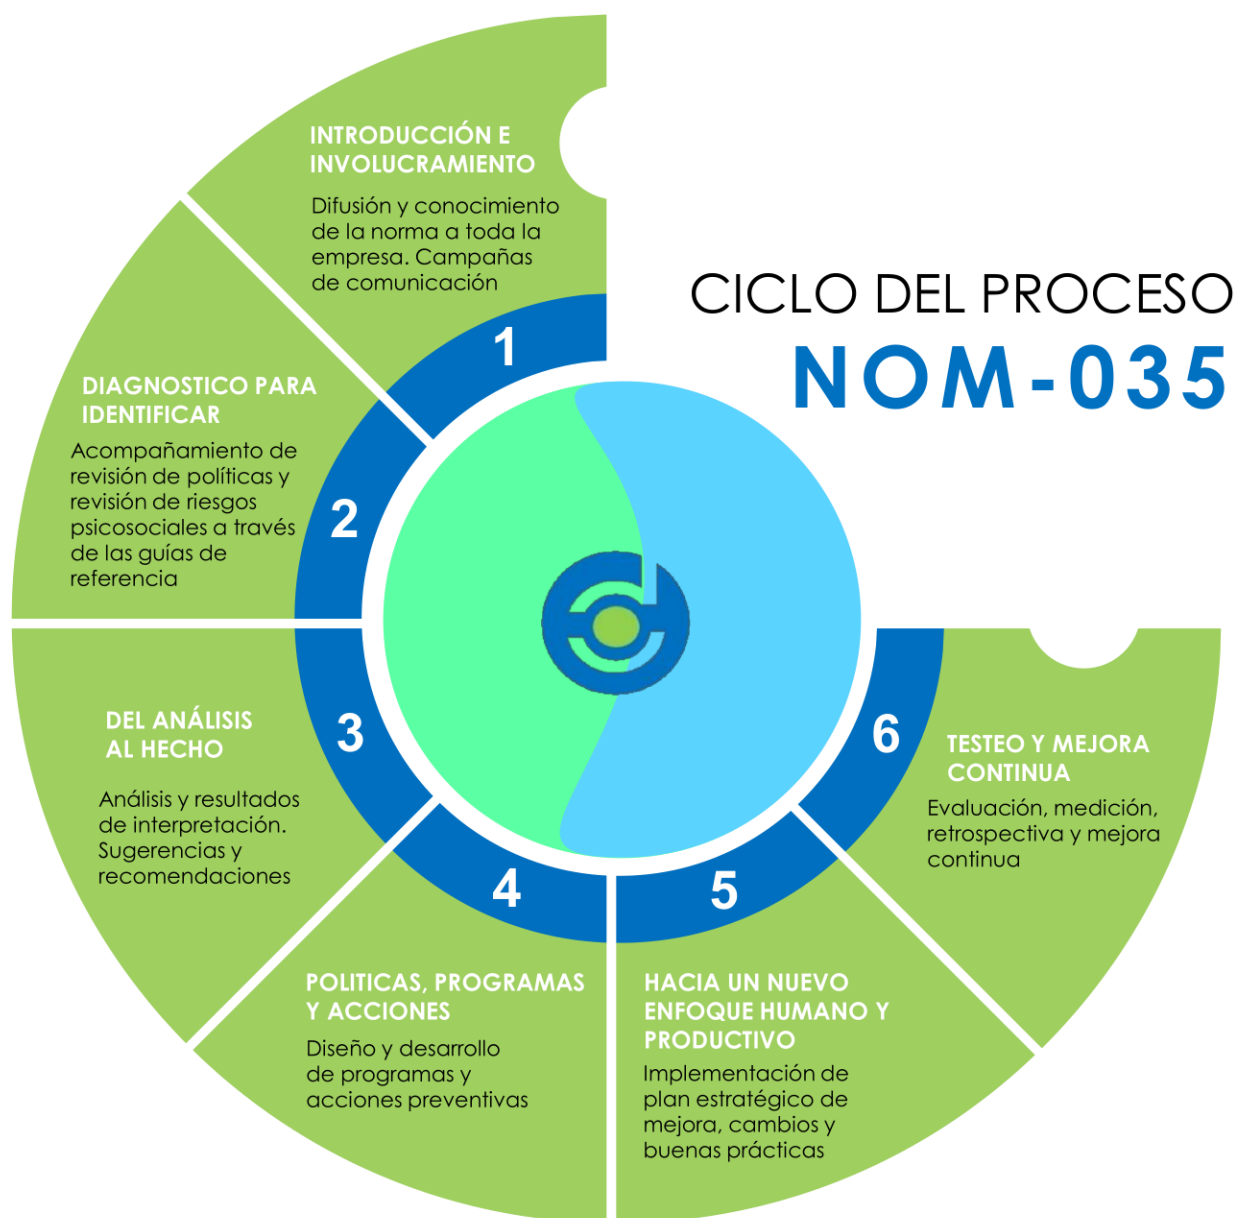 CICLO DEL PROCESO
NOM-035
INTRODUCCIÓN E
INVOLUCRAMIENTO
Difusión y conocimiento
de la norma a toda la
empresa. Campañas
de comunicación
1
DIAGNOSTICO PARA
IDENTIFICAR
Acompañamiento de
revisión de políticas y
revisión de riesgos
psicosociales a través
de las guías de
referencia
2
DEL ANÁLISIS
AL HECHO
Análisis y resultados
de interpretación.
Sugerencias y
recomendaciones
3
POLITICAS, PROGRAMAS
Y ACCIONES
Diseño y desarrollo
de programas y
acciones preventivas
4
HACIA UN NUEVO
ENFOQUE HUMANO Y
PRODUCTIVO
Implementación de
plan estratégico de
mejora, cambios y
buenas prácticas
5
TESTEO Y MEJORA
CONTINUA
Evaluación, medición,
retrospectiva y mejora
continua
6